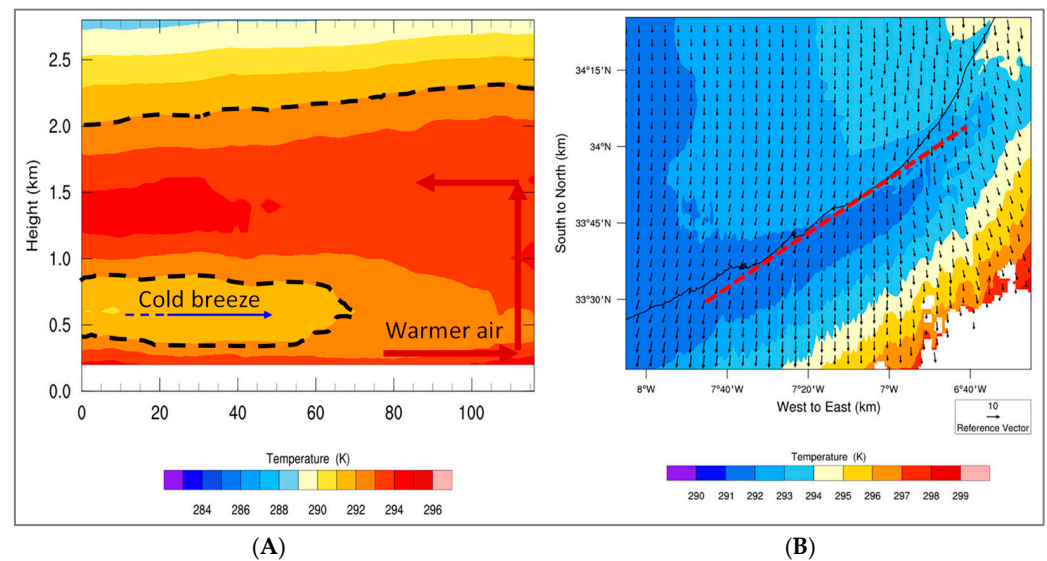 2.5
2.0
1.5
1.0
0.5
0.0
Height (km)
Cold breeze
Warmer air
0 20 40 60 80 100
Temperature (K)
284 286 288 290 292 294 296
(A)
34°15'N
34°N
33°45'N
33°30'N
South to North (km)
8°W 7°40'W 7°20'W 7°W 6°40'W
West to East (km)
10
Reference Vector
Temperature (K)
290 291 292 293 294 295 296 297 298 299
(B)